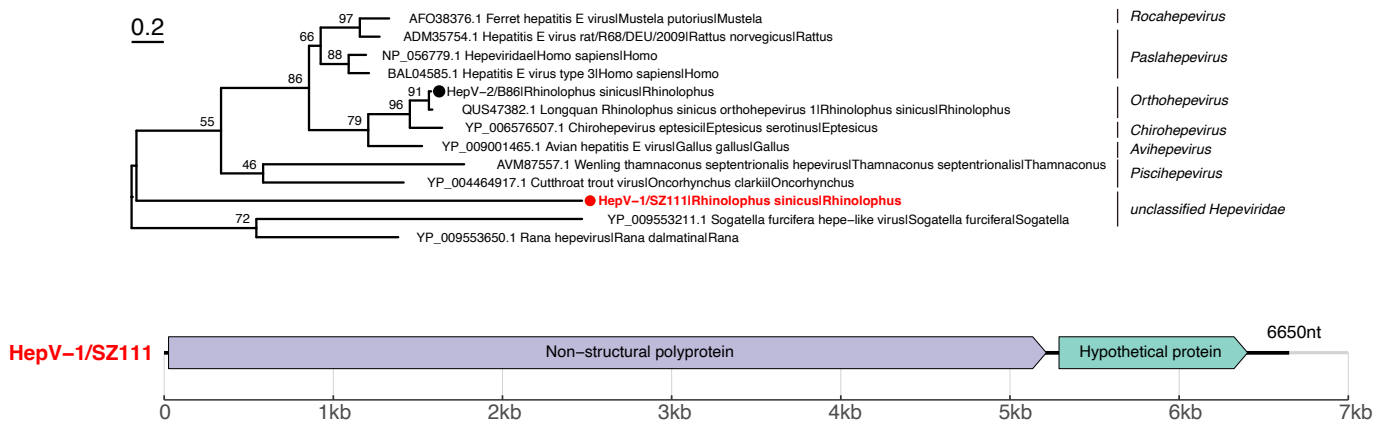 0.2
97
AFO38376.1 Ferret hepatitis E virus|Mustela putorius|Mustela
Rocahepevirus
66
ADM35754.1 Hepatitis E virus rat/R68/DEU/2009|Rattus norvegicus|Rattus
88
NP_056779.1 Hepeviridae|Homo sapiens|Homo
Paslahepevirus
86
BAL04585.1 Hepatitis E virus type 3|Homo sapiens|Homo
91
HepV−2/B86|Rhinolophus sinicus|Rhinolophus
96
QUS47382.1 Longquan Rhinolophus sinicus orthohepevirus 1|Rhinolophus sinicus|Rhinolophus
Orthohepevirus
55
79
YP_006576507.1 Chirohepevirus eptesici|Eptesicus serotinus|Eptesicus
Chirohepevirus
YP_009001465.1 Avian hepatitis E virus|Gallus gallus|Gallus
Avihepevirus
46
AVM87557.1 Wenling thamnaconus septentrionalis hepevirus|Thamnaconus septentrionalis|Thamnaconus
Piscihepevirus
YP_004464917.1 Cutthroat trout virus|Oncorhynchus clarkii|Oncorhynchus
HepV−1/SZ111|Rhinolophus sinicus|Rhinolophus
unclassified Hepeviridae
72
YP_009553211.1 Sogatella furcifera hepe−like virus|Sogatella furcifera|Sogatella
YP_009553650.1 Rana hepevirus|Rana dalmatina|Rana
6650nt
HepV−1/SZ111
Non−structural polyprotein
Hypothetical protein
0 1kb 2kb 3kb 4kb 5kb 6kb 7kb